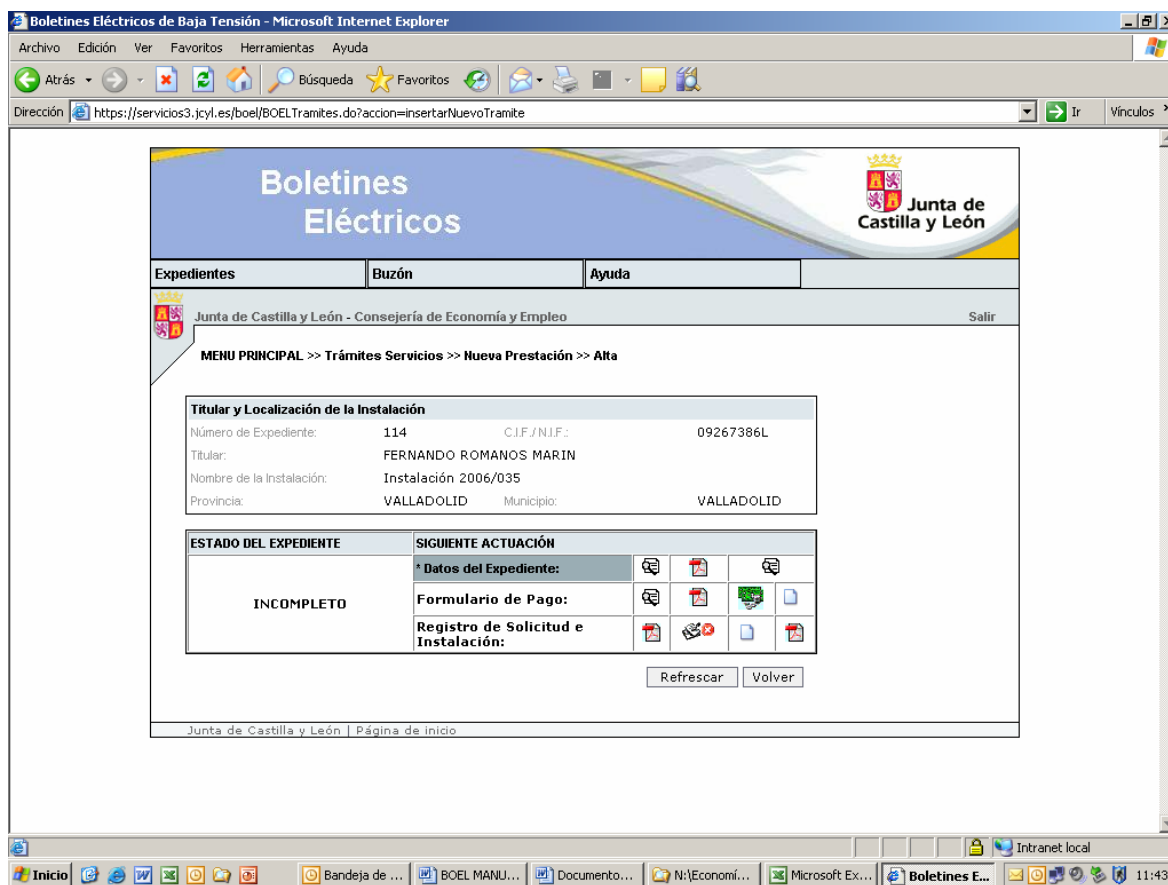 Boletines Eléctricos de Baja Tensión - Microsoft Internet Explorer
Archivo Edición Ver Favoritos Herramientas Ayuda
Atrás Búsqueda Favoritos
Dirección https://servicios3.jcyl.es/boel/BOELTramites.do?accion=insertarNuevoTramite Ir Vínculos
Boletines
Eléctricos
Junta de
Castilla y León
Expedientes Buzón Ayuda
Junta de Castilla y León - Consejería de Economía y Empleo Salir
MENU PRINCIPAL >> Trámites Servicios >> Nueva Prestación >> Alta
Titular y Localización de la Instalación
Número de Expediente: 114 C.I.F./N.I.F.: 09267386L
Titular: FERNANDO ROMANOS MARIN
Nombre de la Instalación: Instalación 2006/035
Provincia: VALLADOLID Municipio: VALLADOLID
ESTADO DEL EXPEDIENTE SIGUIENTE ACTUACIÓN
* Datos del Expediente:
INCOMPLETO Formulario de Pago:
Registro de Solicitud e
Instalación:
Refrescar Volver
Junta de Castilla y León | Página de inicio
Intranet local
Inicio Bandeja de ... BOEL MANU... Documento... N:\Economí... Microsoft Ex... Boletines E... 11:43